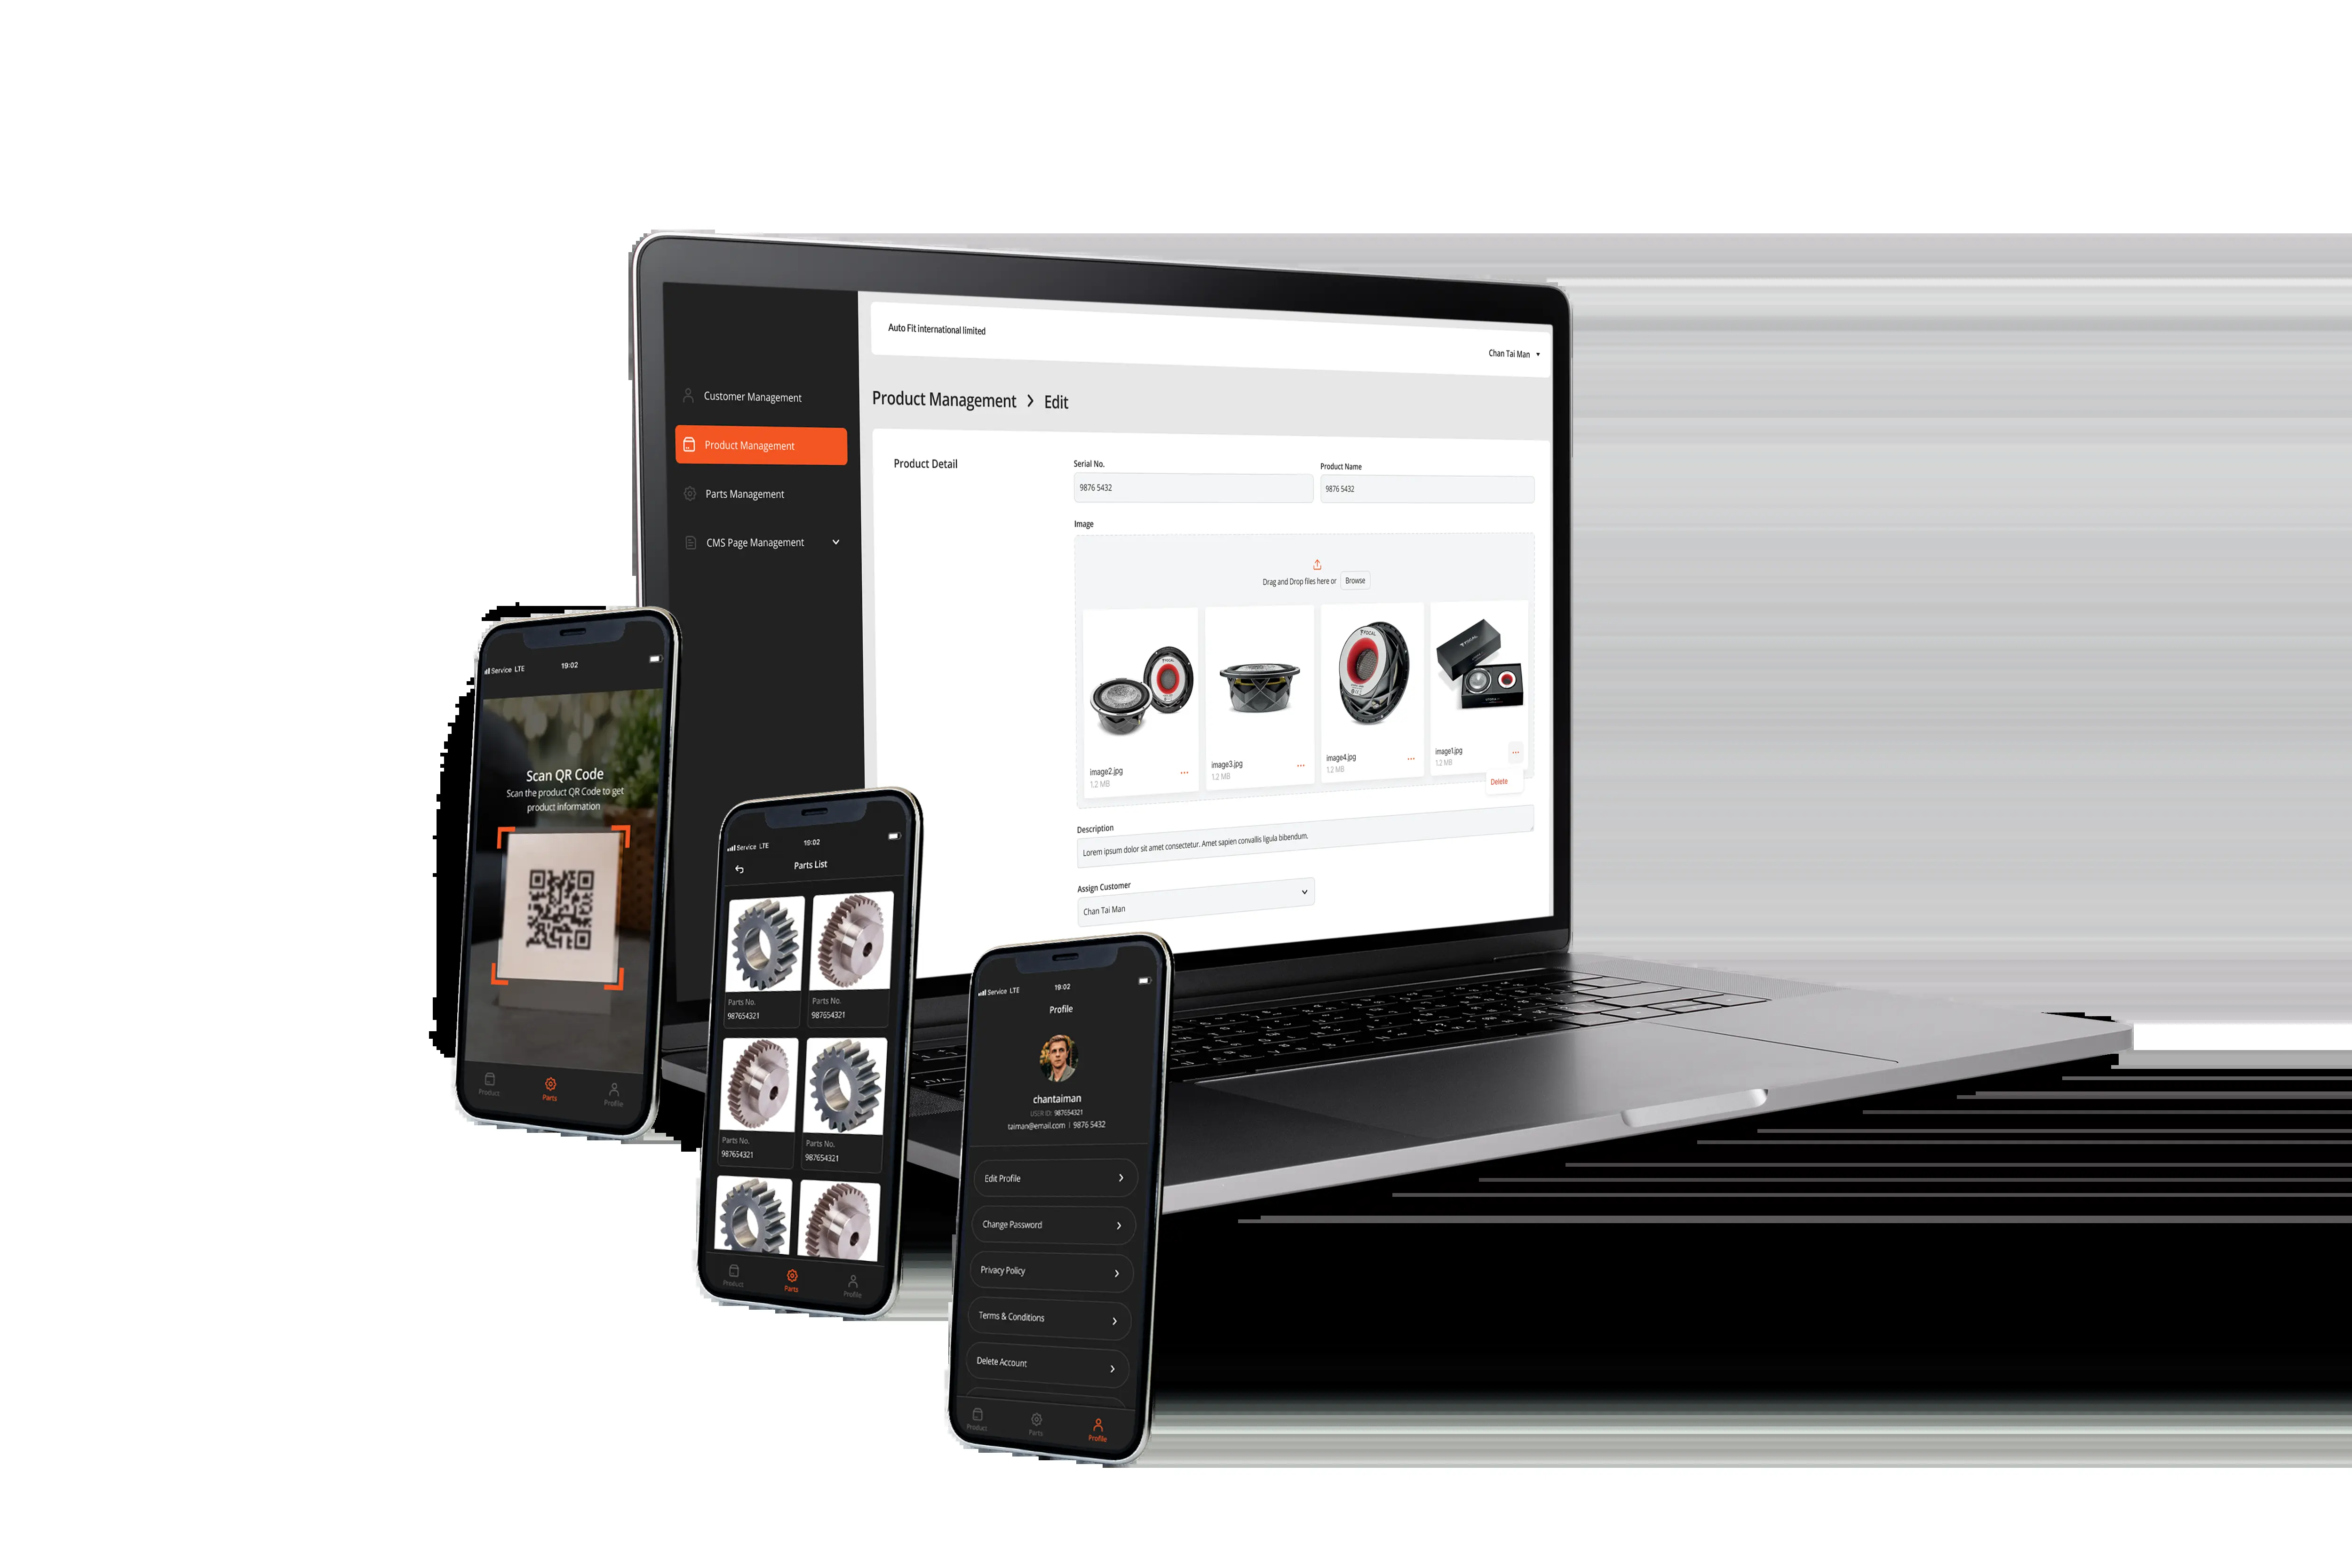 Auto Fit international limited
Chan Tai Man
Customer Management
Product Management
Parts Management
CMS Page Management
Product Management > Edit
Product Detail
Serial No.
9876 5432
Product Name
9876 5432
Image
Drag and Drop files here or Browse
FOCAL
FOCAL
FOCAL
image2.jpg
1.2 MB
image3.jpg
1.2 MB
image4.jpg
1.2 MB
image1.jpg
1.2 MB
Delete
Description
Lorem ipsum dolor sit amet consectetur. Amet sapien convallis ligula bibendum.
Assign Customer
Chan Tai Man
Service LTE 19:02
Scan QR Code
Scan the product QR Code to get
product information
Product Parts Profile
Service LTE 19:02
Parts List
Parts No. Parts No.
987654321 987654321
Parts No. Parts No.
987654321 987654321
Product Parts Profile
Service LTE 19:02
Profile
chantaiman
USER ID: 987654321
taiman@email.com | 9876 5432
Edit Profile
Change Password
Privacy Policy
Terms & Conditions
Delete Account
Product Parts Profile